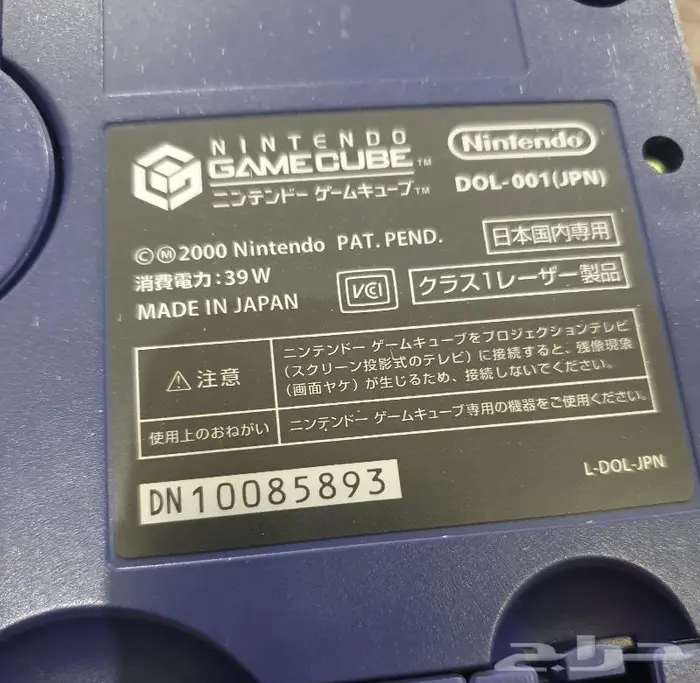 NINTENDO
GAMECUBE™
ニンテンドー ゲームキューブ™
Nintendo®
DOL-001(JPN)
©Ⓜ2000 Nintendo PAT. PEND.
日本国内専用
消費電力:39W
MADE IN JAPAN
VCI
クラス1レーザー製品
⚠注意
ニンテンドー ゲームキューブをプロジェクションテレビ
(スクリーン投影式のテレビ)に接続すると、残像現象
(画面ヤケ)が生じるため、接続しないでください。
使用上のおねがい
ニンテンドー ゲームキューブ専用の機器をご使用ください。
DN10085893
L-DOL-JPN
حراج